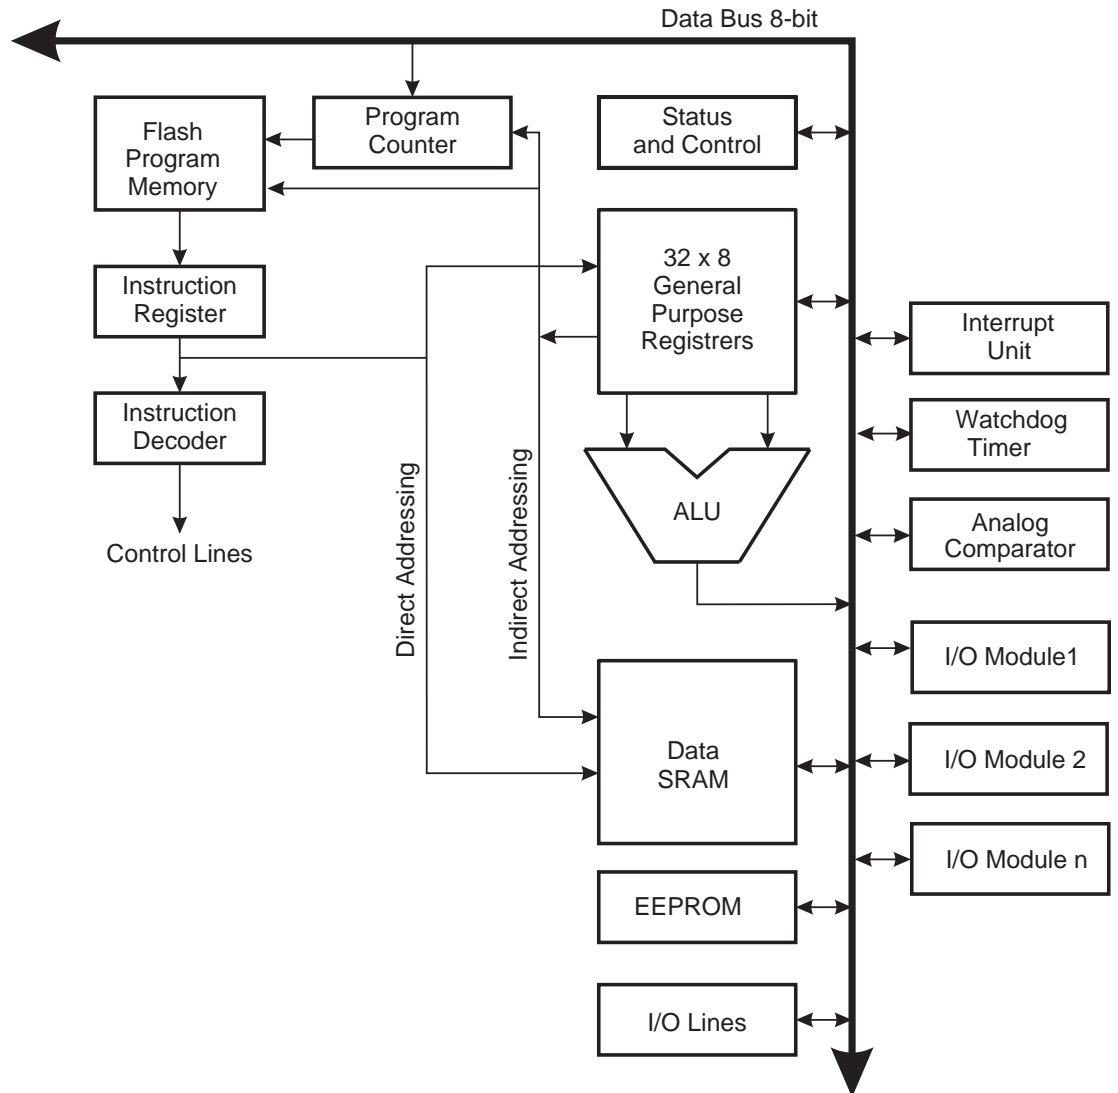 Data Bus 8-bit
Flash
Program
Memory
Program
Counter
Status
and Control
32 x 8
General
Purpose
Registrers
Instruction
Register
Instruction
Decoder
Control Lines
Direct Addressing
Indirect Addressing
ALU
Interrupt
Unit
Watchdog
Timer
Analog
Comparator
I/O Module1
Data
SRAM
I/O Module 2
I/O Module n
EEPROM
I/O Lines